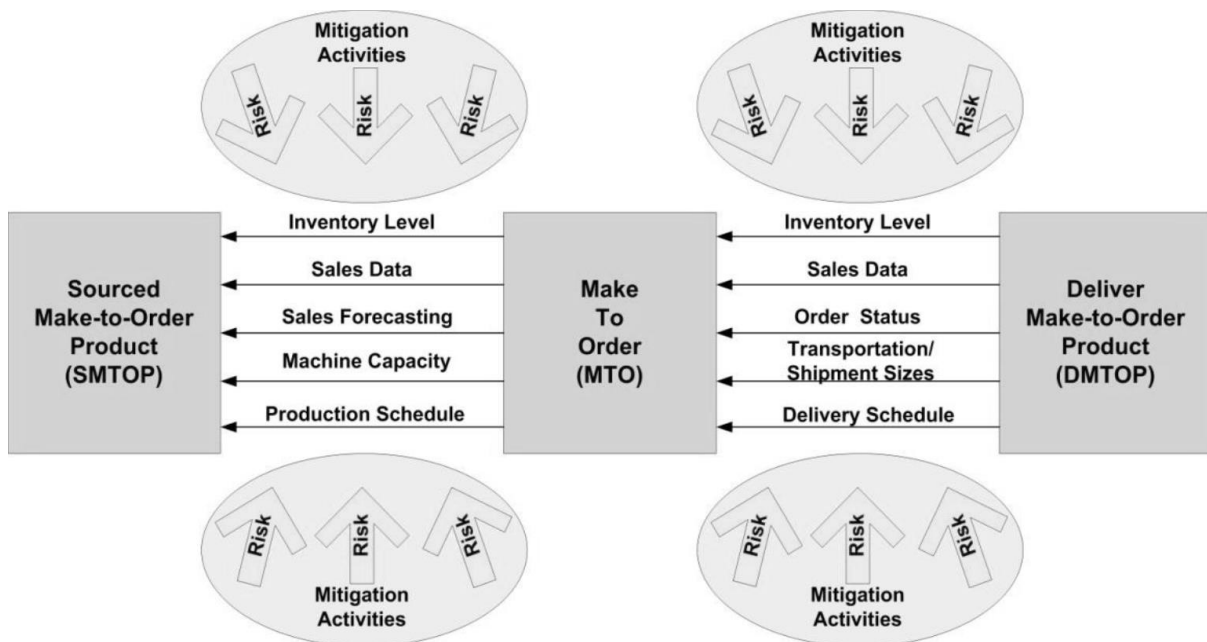 Mitigation
Activities
Risk
Risk
Risk
Mitigation
Activities
Risk
Risk
Risk
Sourced
Make-to-Order
Product
(SMTOP)
Inventory Level
Sales Data
Sales Forecasting
Machine Capacity
Production Schedule
Make
To
Order
(MTO)
Inventory Level
Sales Data
Order Status
Transportation/
Shipment Sizes
Delivery Schedule
Deliver
Make-to-Order
Product
(DMTOP)
Risk
Risk
Risk
Mitigation
Activities
Risk
Risk
Risk
Mitigation
Activities